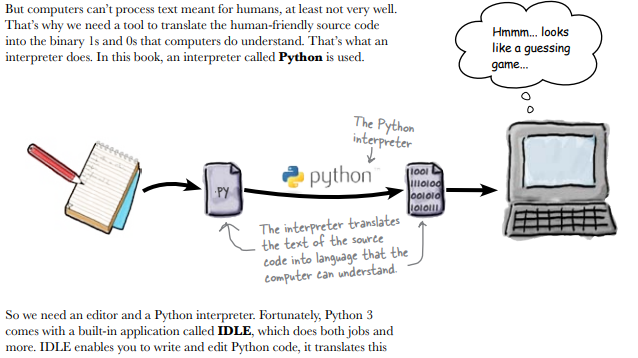 But computers can't process text meant for humans, at least not very well.
That's why we need a tool to translate the human-friendly source code
into the binary 1s and 0s that computers do understand. That's what an
interpreter does. In this book, an interpreter called Python is used.
Hmmm... looks
like a guessing
game...
The Python
interpreter
.PY
python
1001
1110100
001010
1010111
The interpreter translates
the text of the source
code into language that the
computer can understand.
So we need an editor and a Python interpreter. Fortunately, Python 3
comes with a built-in application called IDLE, which does both jobs and
more. IDLE enables you to write and edit Python code, it translates this